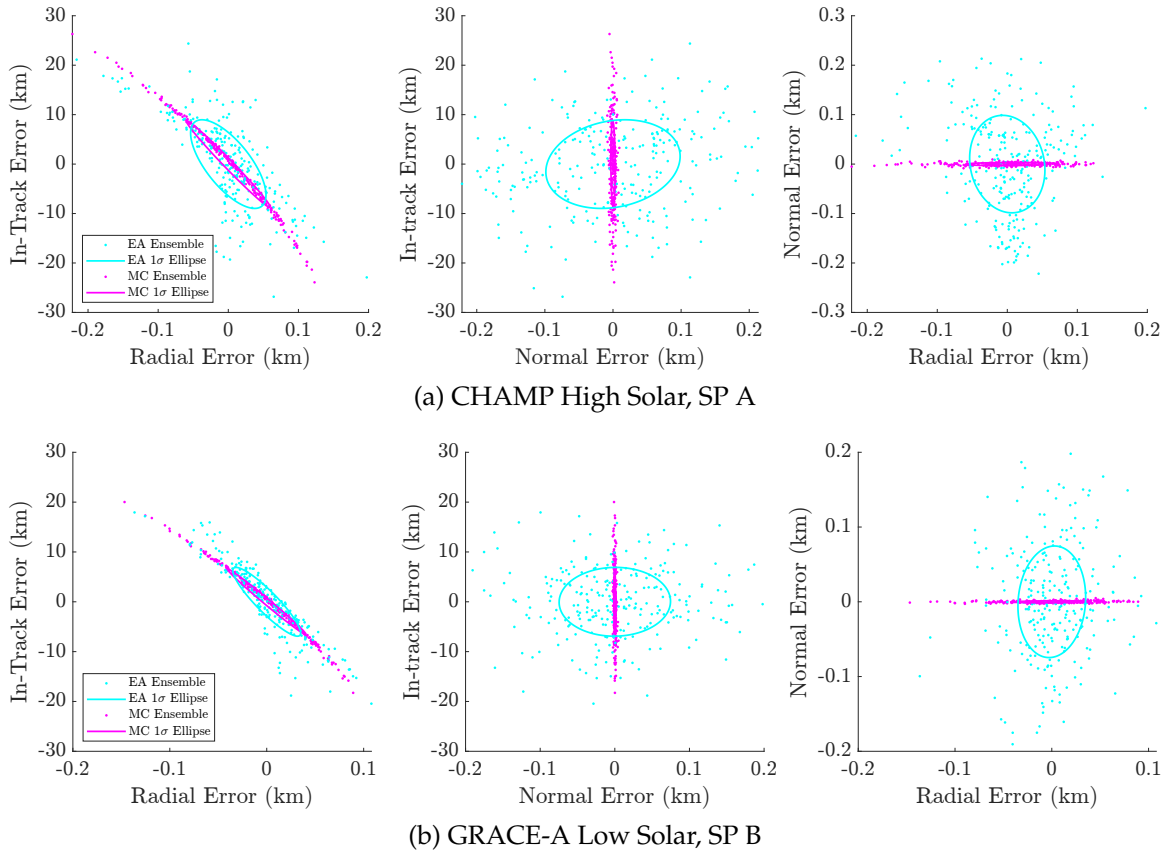 30
20
10
0
-10
-20
-30
In-Track Error (km)
EA Ensemble
EA 1σ Ellipse
MC Ensemble
MC 1σ Ellipse
-0.2 -0.1 0 0.1 0.2
Radial Error (km)
30
20
10
0
-10
-20
-30
In-track Error (km)
-0.2 -0.1 0 0.1 0.2
Normal Error (km)
0.3
0.2
0.1
0
-0.1
-0.2
0.3
Normal Error (km)
-0.2 -0.1 0 0.1 0.2
Radial Error (km)
(a) CHAMP High Solar, SP A
30
20
10
0
-10
-20
-30
In-Track Error (km)
EA Ensemble
EA 1σ Ellipse
MC Ensemble
MC 1σ Ellipse
-0.2 -0.1 0 0.1
Radial Error (km)
30
20
10
0
-10
-20
-30
In-track Error (km)
-0.2 -0.1 0 0.1 0.2
Normal Error (km)
0.2
0.1
0
-0.1
-0.2
Normal Error (km)
-0.2 -0.1 0 0.1
Radial Error (km)
(b) GRACE-A Low Solar, SP B